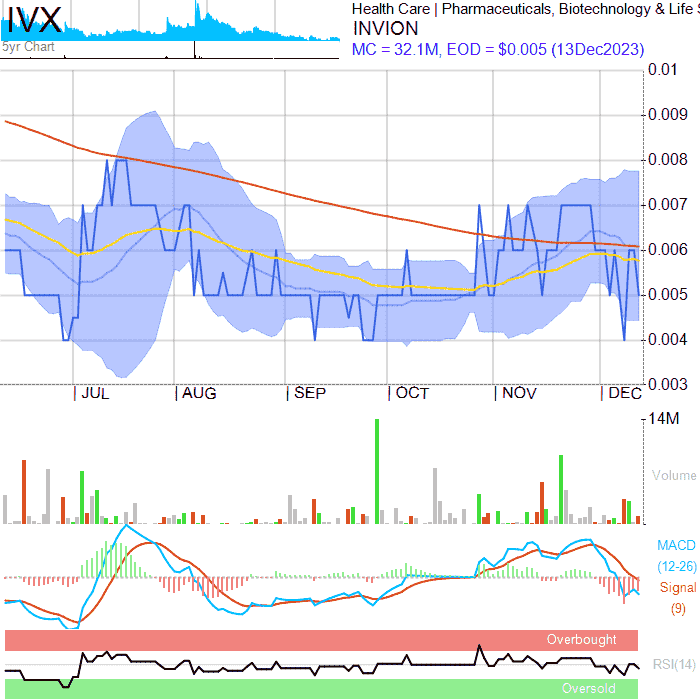 IVX
5yr Chart
Health Care | Pharmaceuticals, Biotechnology & Life S
INVION
MC = 32.1M, EOD = $0.005 (13Dec2023)
0.01
0.009
0.008
0.007
0.006
0.005
0.004
0.003
| JUL | AUG | SEP | OCT | NOV | DEC
14M
Volume
MACD
(12-26)
Signal
(9)
Overbought
RSI(14)
Oversold